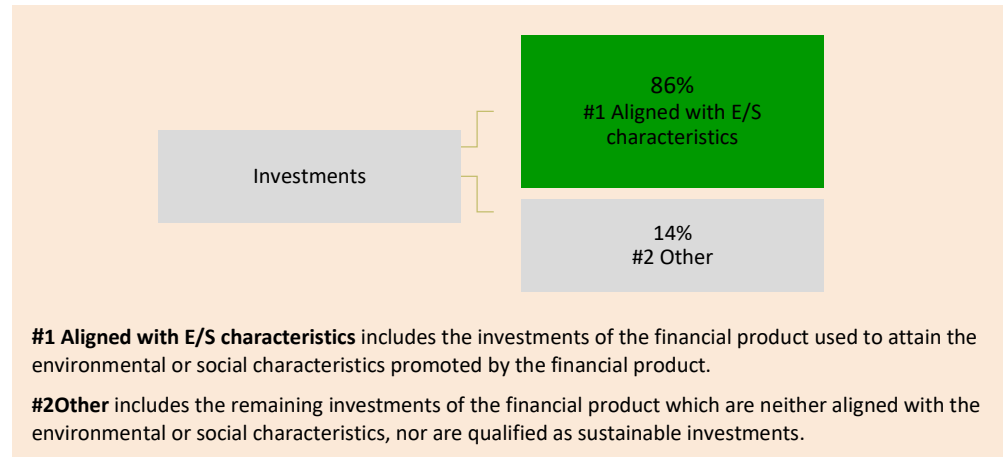 86%
#1 Aligned with E/S
characteristics
Investments
14%
#2 Other
#1 Aligned with E/S characteristics includes the investments of the financial product used to attain the
environmental or social characteristics promoted by the financial product.
#2Other includes the remaining investments of the financial product which are neither aligned with the
environmental or social characteristics, nor are qualified as sustainable investments.